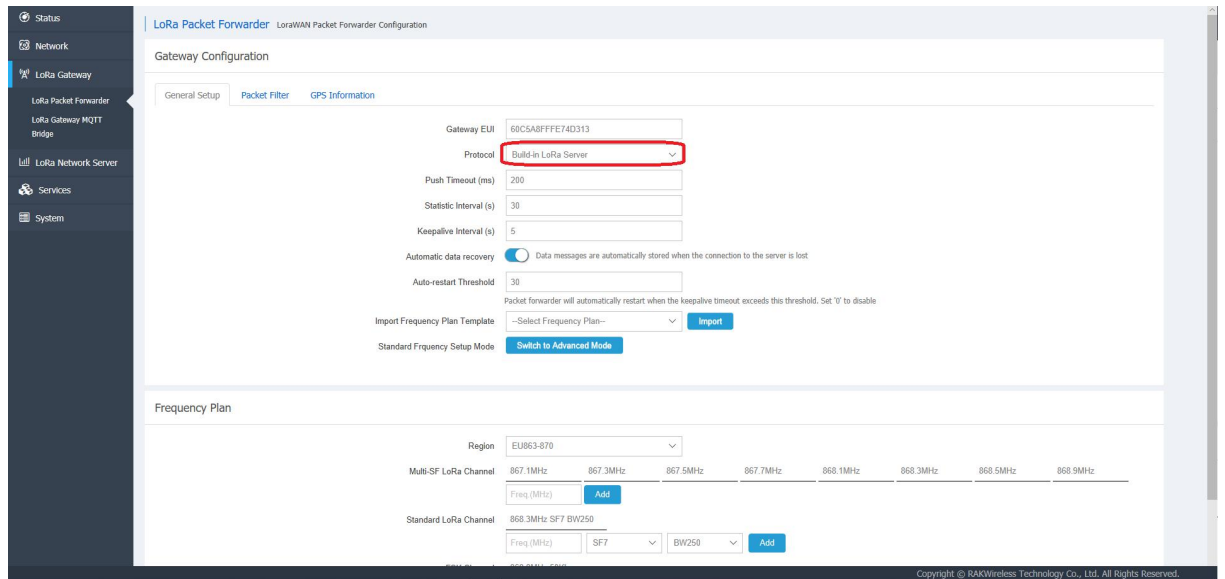 Status
Network
LoRa Gateway
LoRa Packet Forwarder
LoRa Gateway MQTT
Bridge
LoRa Network Server
Services
System
LoRa Packet Forwarder LoraWAN Packet Forwarder Configuration
Gateway Configuration
General Setup Packet Filter GPS Information
Gateway EUI 60C5A8FFFE74D313
Protocol Build-in LoRa Server
Push Timeout (ms) 200
Statistic Interval (s) 30
Keepalive Interval (s) 5
Automatic data recovery Data messages are automatically stored when the connection to the server is lost
Auto-restart Threshold 30
Packet forwarder will automatically restart when the keepalive timeout exceeds this threshold. Set '0' to disable
Import Frequency Plan Template --Select Frequency Plan-- Import
Standard Frquency Setup Mode Switch to Advanced Mode
Frequency Plan
Region EU863-870
Multi-SF LoRa Channel 867.1MHz 867.3MHz 867.5MHz 867.7MHz 868.1MHz 868.3MHz 868.5MHz 868.9MHz
Freq.(MHz) Add
Standard LoRa Channel 868.3MHz SF7 BW250
Freq.(MHz) SF7 BW250 Add
Copyright © RAKWireless Technology Co., Ltd. All Rights Reserved.